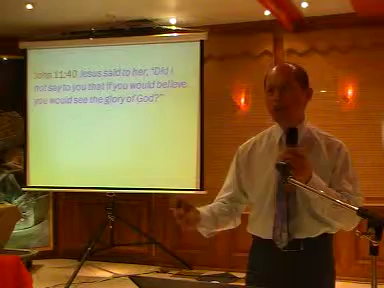 John 11:40 Jesus said to her, "Did I
not say to you that if you would believe
you would see the glory of God?"